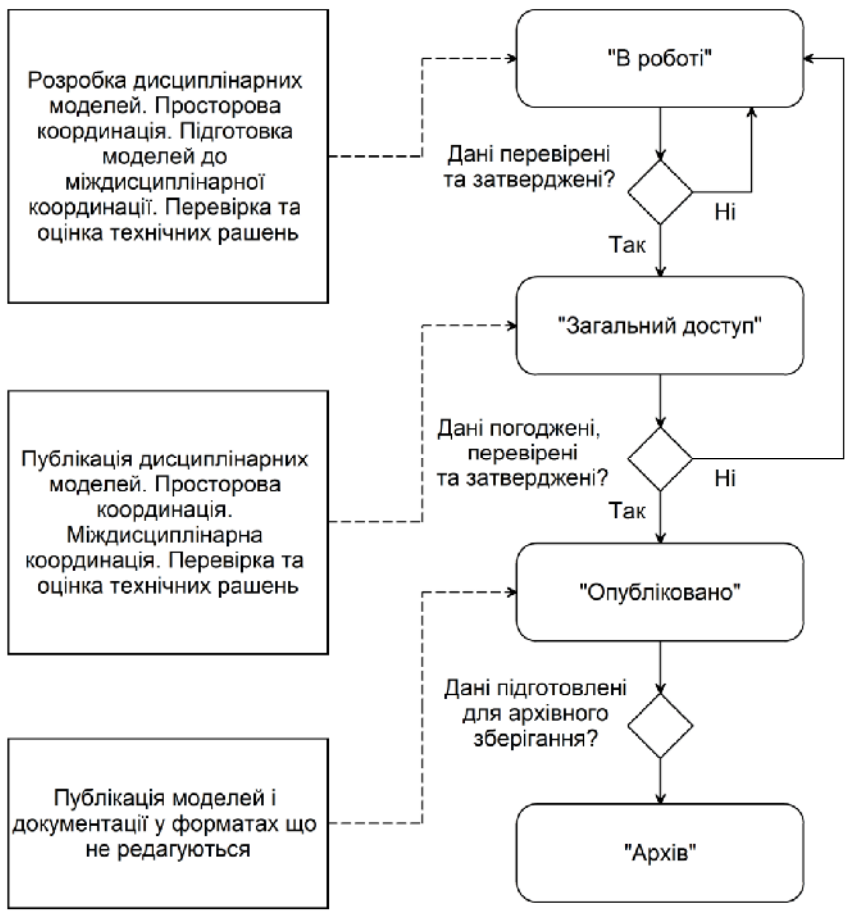 Розробка дисциплінарних
моделей. Просторова
координація. Підготовка
моделей до
міждисциплінарної
координації. Перевірка та
оцінка технічних рашень
"В роботі"
Дані перевірені
та затверджені?
Ні
Так
"Загальний доступ"
Публікація дисциплінарних
моделей. Просторова
координація.
Міждисциплінарна
координація. Перевірка та
оцінка технічних рашень
Дані погоджені,
перевірені
та затверджені?
Ні
Так
"Опубліковано"
Дані підготовлені
для архівного
зберігання?
Публікація моделей і
документації у форматах що
не редагуються
"Архів"